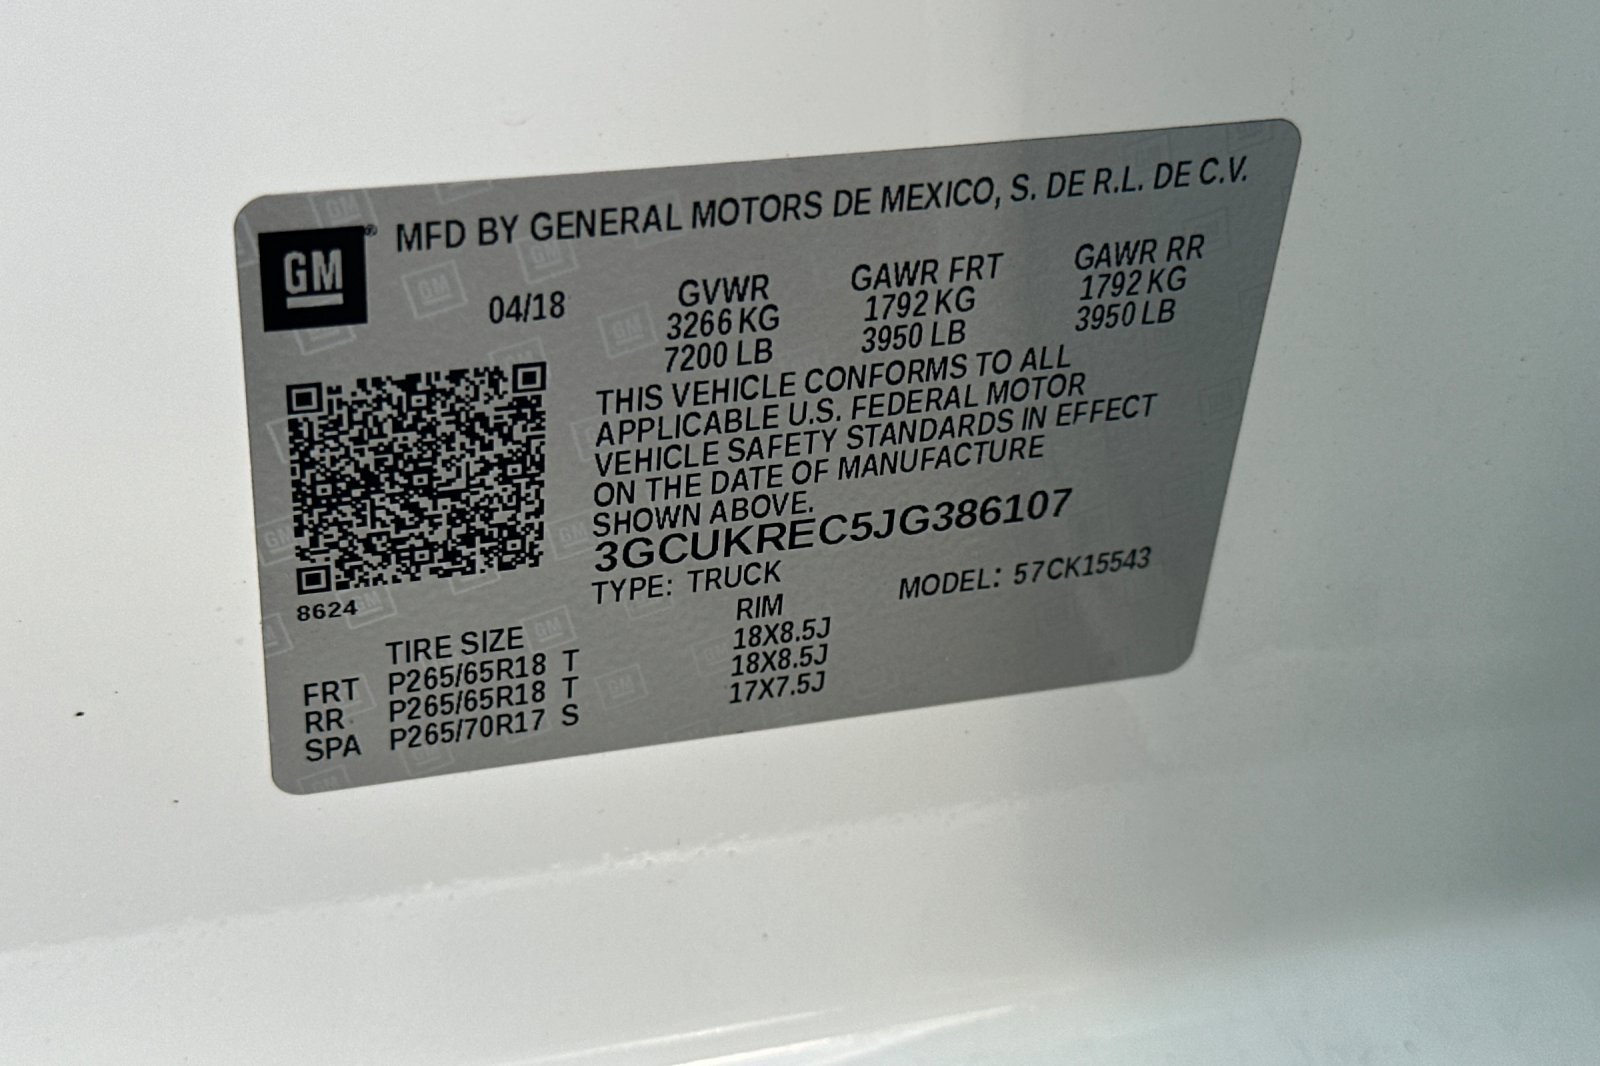 GM® MFD BY GENERAL MOTORS DE MEXICO, S. DE R.L. DE C.V.
04/18 GVWR GAWR FRT GAWR RR
3266 KG 1792 KG 1792 KG
7200 LB 3950 LB 3950 LB
THIS VEHICLE CONFORMS TO ALL
APPLICABLE U.S. FEDERAL MOTOR
VEHICLE SAFETY STANDARDS IN EFFECT
ON THE DATE OF MANUFACTURE
SHOWN ABOVE.
3GCUKREC5JG386107
TYPE: TRUCK MODEL: 57CK15543
8624
TIRE SIZE RIM
FRT P265/65R18 T 18X8.5J
RR P265/65R18 T 18X8.5J
SPA P265/70R17 S 17X7.5J